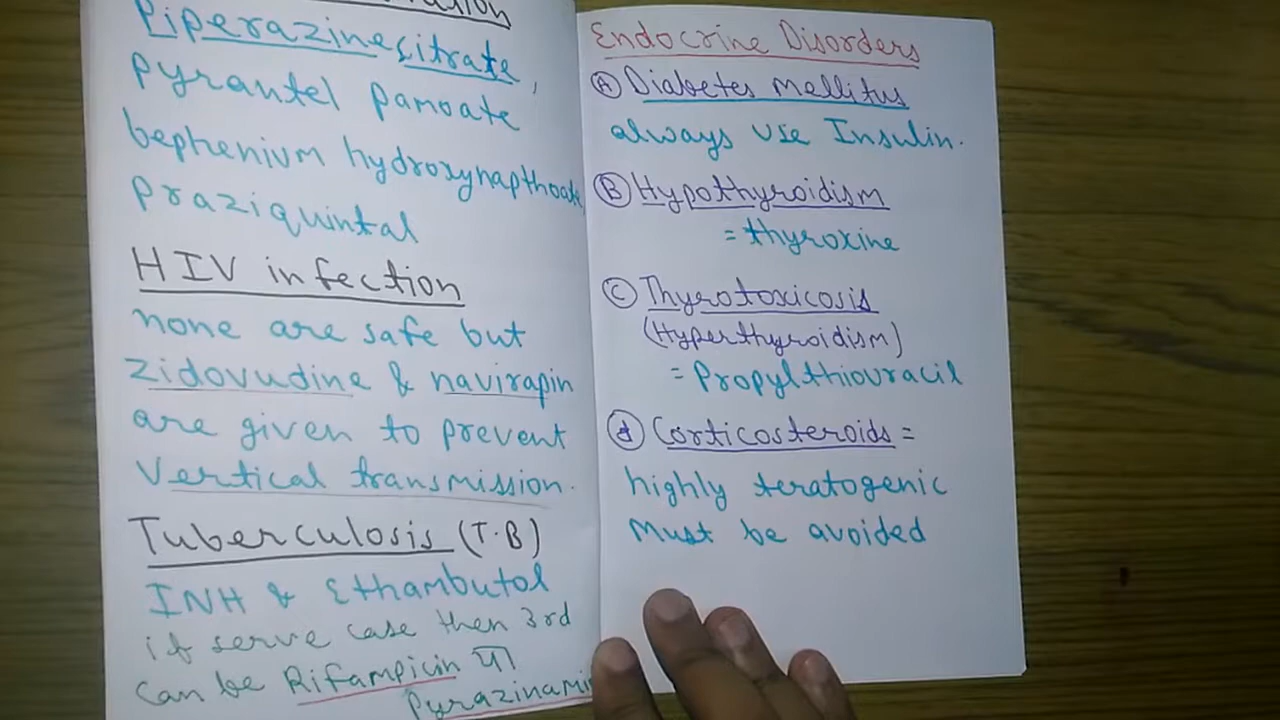 Piperazine citrate,
Pyrantel pamoate
bephenium hydroxynapthoate,
praziquintal
HIV infection
none are safe but
zidovudine & navirapin
are given to prevent
Vertical transmission.
Tuberculosis (T.B)
INH & Ethambutol
if serve case then 3rd
can be Rifampicin या
Pyrazinami
Endocrine Disorders
(A) Diabetes mellitus
always use Insulin.
(B) Hypothyroidism
= thyroxine
(C) Thyrotoxicosis
(Hyperthyroidism)
= Propylthiouracil
(d) Corticosteroids =
highly teratogenic
Must be avoided